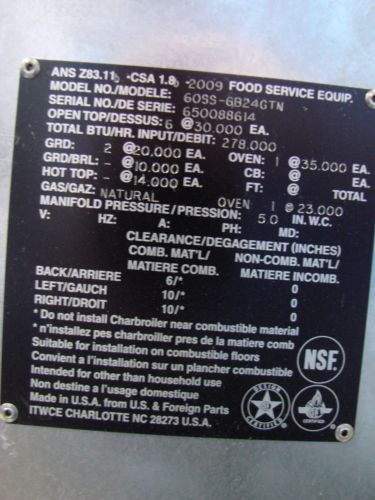 ANS Z83.11b -CSA 1.8b -2009 FOOD SERVICE EQUIP.
MODEL NO./MODELE: 60SS-6B24GTN
SERIAL NO./DE SERIE: 650088614
OPEN TOP/DESSUS: 6 @30.000 EA.
TOTAL BTU/HR. INPUT/DEBIT: 278.000
GRD: 2 @20.000 EA. OVEN: 1 @35.000 EA.
GRD/BRL: - @10.000 EA. CB: @ EA.
HOT TOP: - @14.000 EA. FT: @ TOTAL
GAS/GAZ: NATURAL OVEN 1 @ 23.000
MANIFOLD PRESSURE / PRESSION: 5.0 IN. W.C.
V: HZ: A: PH: MD:
CLEARANCE/DEGAGEMENT (INCHES)
COMB. MAT'L/ NON-COMB. MAT'L/
MATIERE COMB. MATIERE INCOMB.
BACK/ARRIERE 6/* 0
LEFT/GAUCH 10/* 0
RIGHT/DROIT 10/* 0
* Do not install Charbroiler near combustible material
* n'installez pes charbroiler pres de la matiere comb
Suitable for installation on combustible floors
Convient a l'installation sur un plancher combustible
Intended for other than household use
Non destine a l'usage domestique
Made in U.S.A. from U.S. & Foreign Parts
ITWCE CHARLOTTE NC 28273 U.S.A.
NSF.
DESIGN
CERTIFIED
CERTIFIED